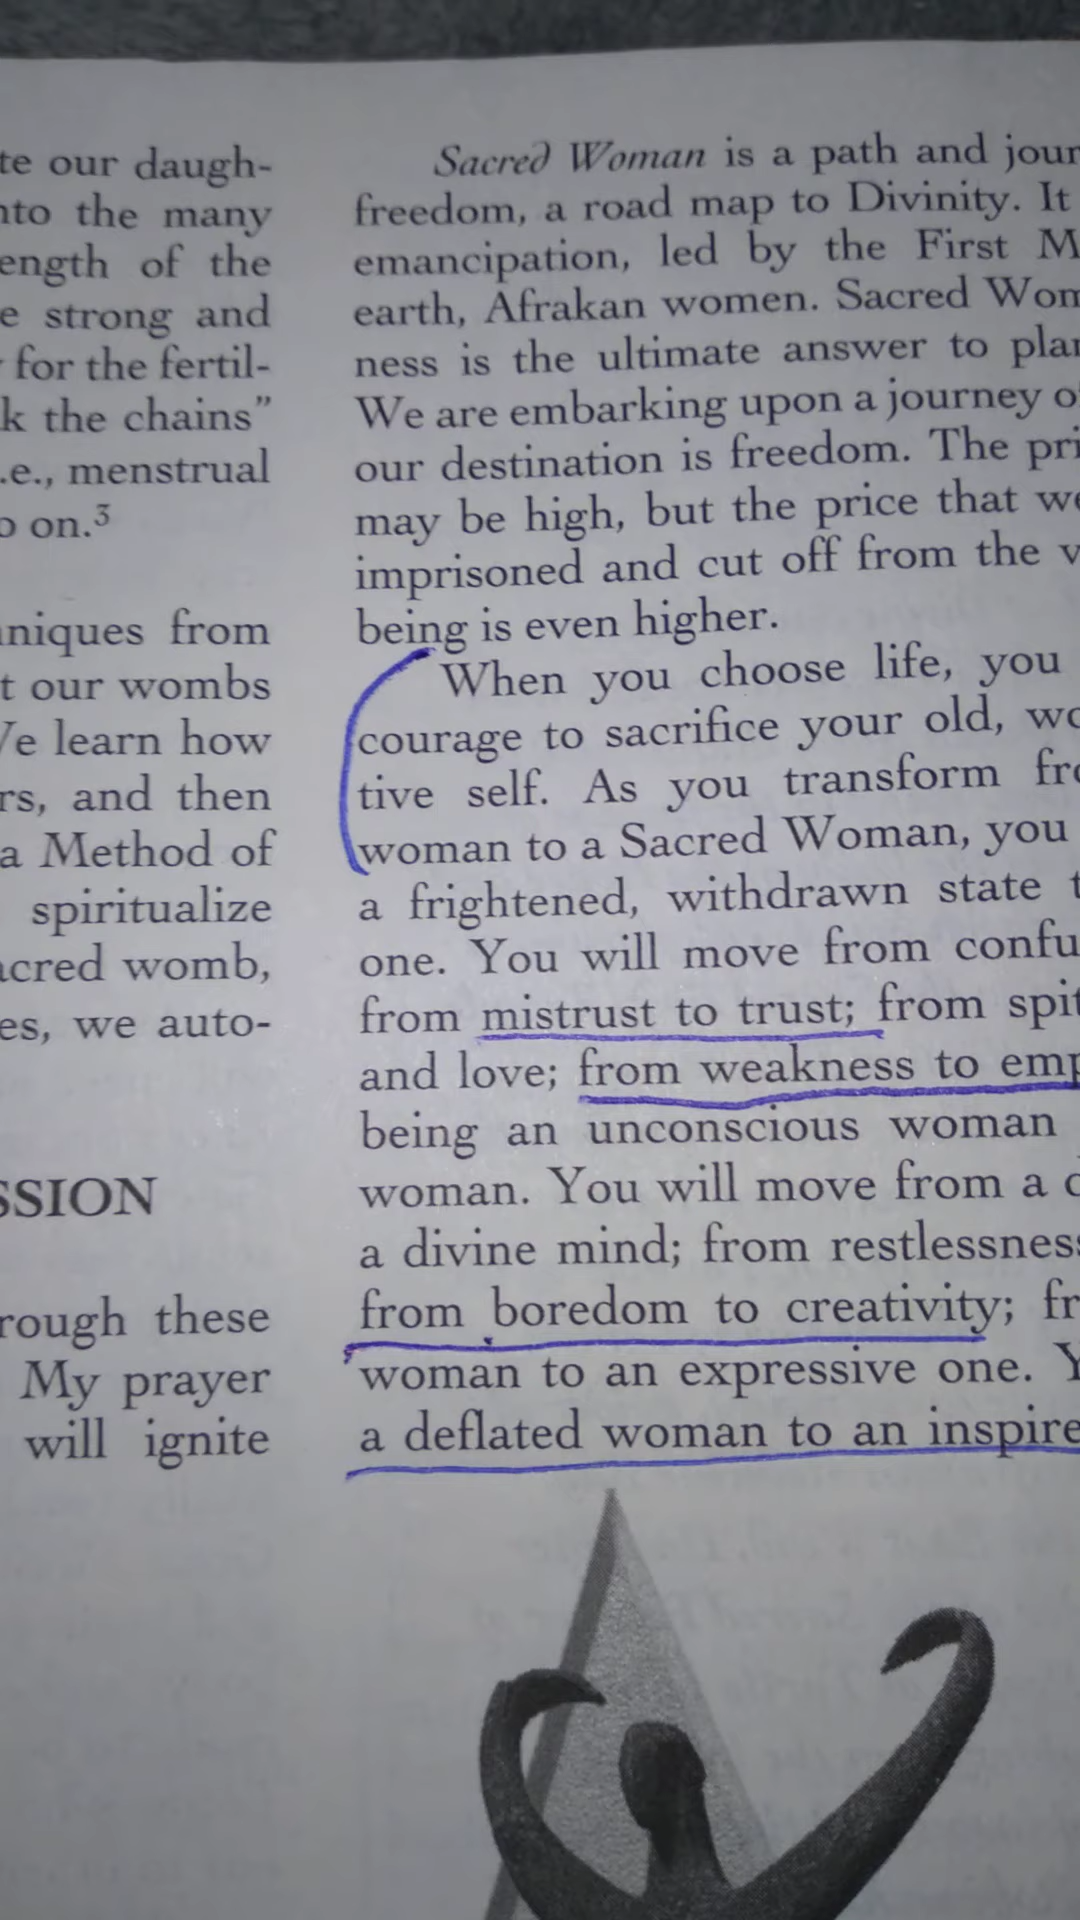 te our daugh-
nto the many
ength of the
e strong and
for the fertil-
k the chains”
.e., menstrual
o on.3
niques from
t our wombs
We learn how
rs, and then
a Method of
spiritualize
acred womb,
es, we auto-
SSION
rough these
My prayer
will ignite
Sacred Woman is a path and jour
freedom, a road map to Divinity. It
emancipation, led by the First M
earth, Afrakan women. Sacred Wom
ness is the ultimate answer to plan
We are embarking upon a journey o
our destination is freedom. The pri
may be high, but the price that we
imprisoned and cut off from the v
being is even higher.
When you choose life, you
courage to sacrifice your old, wo
tive self. As you transform fro
woman to a Sacred Woman, you
a frightened, withdrawn state t
one. You will move from confu
from mistrust to trust; from spit
and love; from weakness to emp
being an unconscious woman
woman. You will move from a d
a divine mind; from restlessness
from boredom to creativity; fr
woman to an expressive one. Y
a deflated woman to an inspire